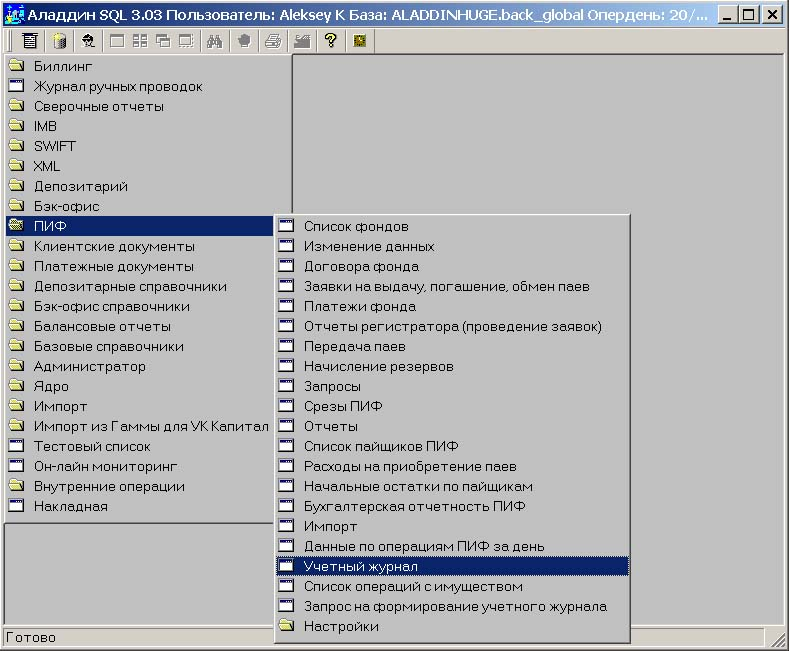 Аладдин SQL 3.03 Пользователь: Aleksey K База: ALADDINHUGE.back_global Опердень: 20/...
Биллинг
Журнал ручных проводок
Сверочные отчеты
IMB
SWIFT
XML
Депозитарий
Бэк-офис
ПИФ
Клиентские документы
Платежные документы
Депозитарные справочники
Бэк-офис справочники
Балансовые отчеты
Базовые справочники
Администратор
Ядро
Импорт
Импорт из Гаммы для УК Капитал
Тестовый список
Он-лайн мониторинг
Внутренние операции
Накладная
Список фондов
Изменение данных
Договора фонда
Заявки на выдачу, погашение, обмен паев
Платежи фонда
Отчеты регистратора (проведение заявок)
Передача паев
Начисление резервов
Запросы
Срезы ПИФ
Отчеты
Список пайщиков ПИФ
Расходы на приобретение паев
Начальные остатки по пайщикам
Бухгалтерская отчетность ПИФ
Импорт
Данные по операциям ПИФ за день
Учетный журнал
Список операций с имуществом
Запрос на формирование учетного журнала
Настройки
Готово